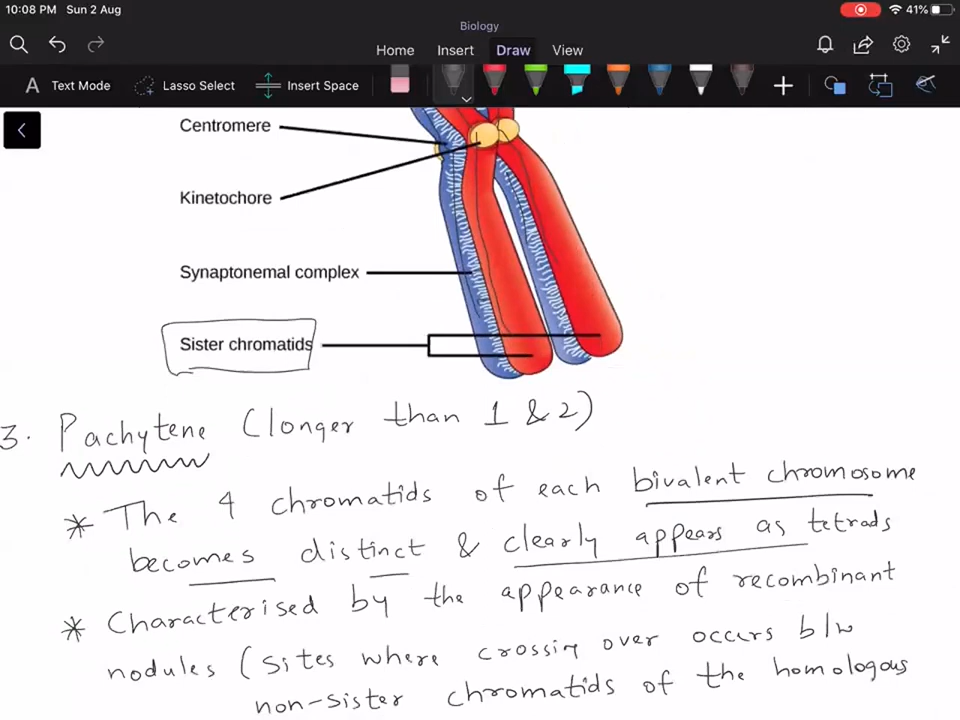 10:08 PM Sun 2 Aug
41%
Biology
Home Insert Draw View
A Text Mode Lasso Select Insert Space
Centromere
Kinetochore
Synaptonemal complex
Sister chromatids
3. Pachytene (longer than 1 & 2)
* The 4 chromatids of each bivalent chromosome
becomes distinct & clearly appears as tetrads
* Characterised by the appearance of recombinant
nodules (sites where crossing over occurs b/w
non-sister chromatids of the homologous